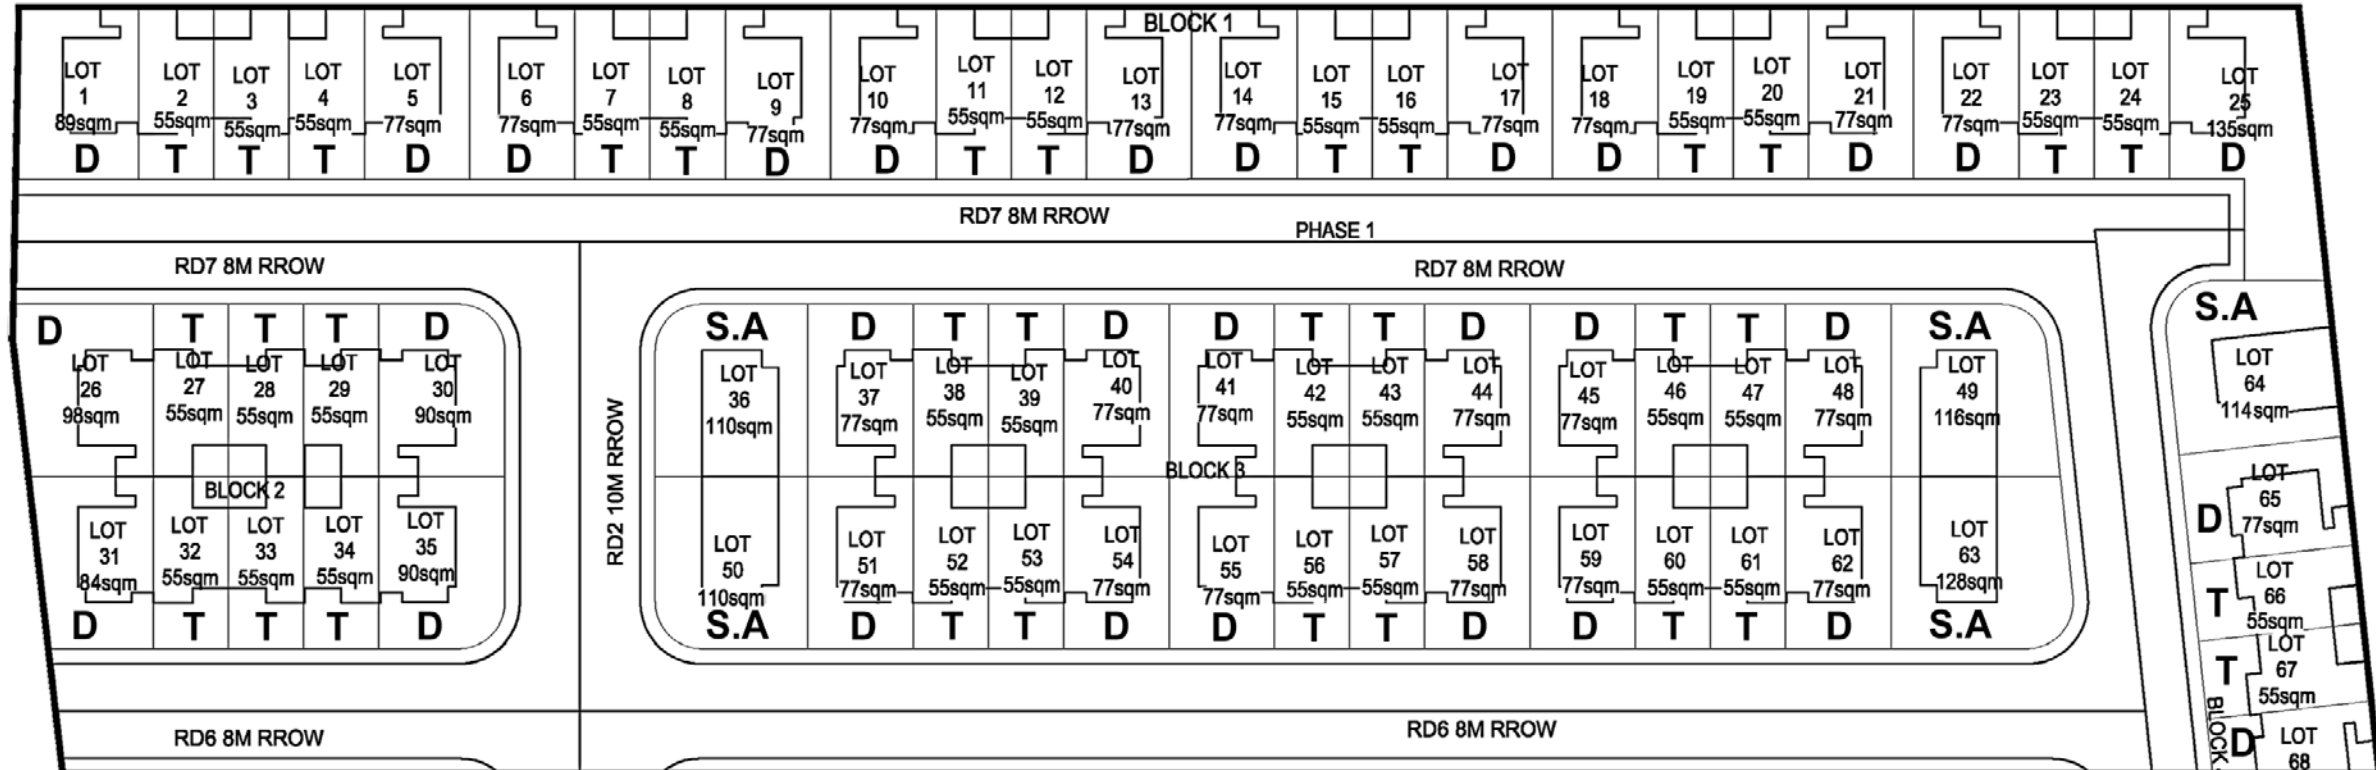 BLOCK 1
LOT
1
89sqm
D
LOT
2
55sqm
T
LOT
3
55sqm
T
LOT
4
55sqm
T
LOT
5
77sqm
D
LOT
6
77sqm
D
LOT
7
55sqm
T
LOT
8
55sqm
T
LOT
9
77sqm
D
LOT
10
77sqm
D
LOT
11
55sqm
T
LOT
12
55sqm
T
LOT
13
77sqm
D
LOT
14
77sqm
D
LOT
15
55sqm
T
LOT
16
55sqm
T
LOT
17
77sqm
D
LOT
18
77sqm
D
LOT
19
55sqm
T
LOT
20
55sqm
T
LOT
21
77sqm
D
LOT
22
77sqm
D
LOT
23
55sqm
T
LOT
24
55sqm
T
LOT
25
135sqm
D
RD7 8M RROW
PHASE 1
RD7 8M RROW
RD7 8M RROW
D
LOT
26
98sqm
T
LOT
27
55sqm
T
LOT
28
55sqm
T
LOT
29
55sqm
D
LOT
30
90sqm
BLOCK 2
LOT
31
84sqm
D
LOT
32
55sqm
T
LOT
33
55sqm
T
LOT
34
55sqm
T
LOT
35
90sqm
D
RD2 10M RROW
S.A
LOT
36
110sqm
D
LOT
37
77sqm
T
LOT
38
55sqm
T
LOT
39
55sqm
D
LOT
40
77sqm
D
LOT
41
77sqm
T
LOT
42
55sqm
T
LOT
43
55sqm
D
LOT
44
77sqm
D
LOT
45
77sqm
T
LOT
46
55sqm
T
LOT
47
55sqm
D
LOT
48
77sqm
S.A
LOT
49
116sqm
BLOCK 3
LOT
50
110sqm
S.A
LOT
51
77sqm
D
LOT
52
55sqm
T
LOT
53
55sqm
T
LOT
54
77sqm
D
LOT
55
77sqm
D
LOT
56
55sqm
T
LOT
57
55sqm
T
LOT
58
77sqm
D
LOT
59
77sqm
D
LOT
60
55sqm
T
LOT
61
55sqm
T
LOT
62
77sqm
D
LOT
63
128sqm
S.A
S.A
LOT
64
114sqm
D
LOT
65
77sqm
T
LOT
66
55sqm
T
LOT
67
55sqm
BLOCK
D
LOT
68
RD6 8M RROW
RD6 8M RROW